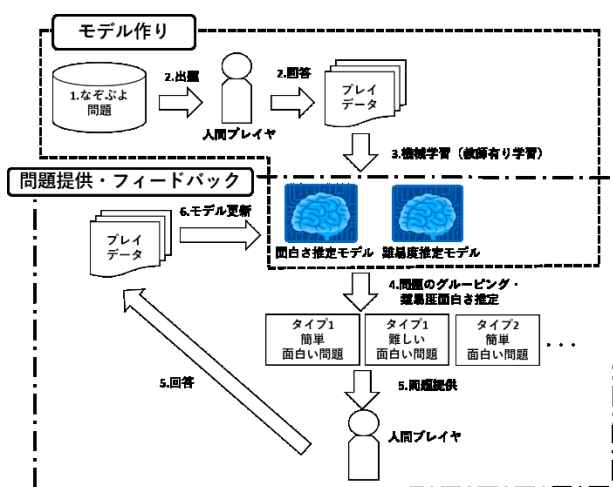 モデル作り
1.なぞぷよ
問題
2.出題
人間プレイヤ
2.回答
プレイ
データ
3.機械学習（教師有り学習）
問題提供・フィードバック
プレイ
データ
6.モデル更新
面白さ推定モデル
難易度推定モデル
4.問題のグルーピング・
難易度面白さ推定
タイプ1
簡単
面白い問題
タイプ1
難しい
面白い問題
タイプ2
簡単
面白い問題
・・・
5.回答
5.問題提供
人間プレイヤ